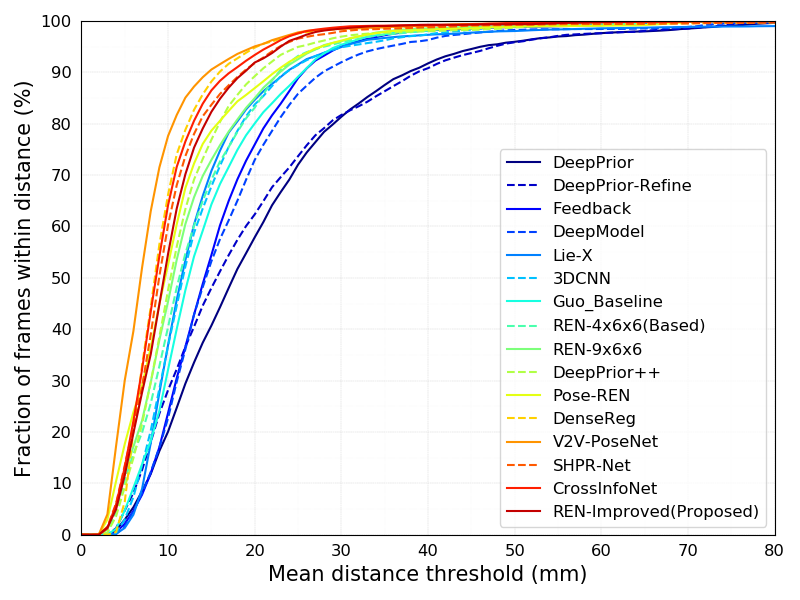 Fraction of frames within distance (%)
100
90
80
70
60
50
40
30
20
10
0
DeepPrior
DeepPrior-Refine
Feedback
DeepModel
Lie-X
3DCNN
Guo_Baseline
REN-4x6x6(Based)
REN-9x6x6
DeepPrior++
Pose-REN
DenseReg
V2V-PoseNet
SHPR-Net
CrossInfoNet
REN-Improved(Proposed)
0 10 20 30 40 50 60 70 80
Mean distance threshold (mm)